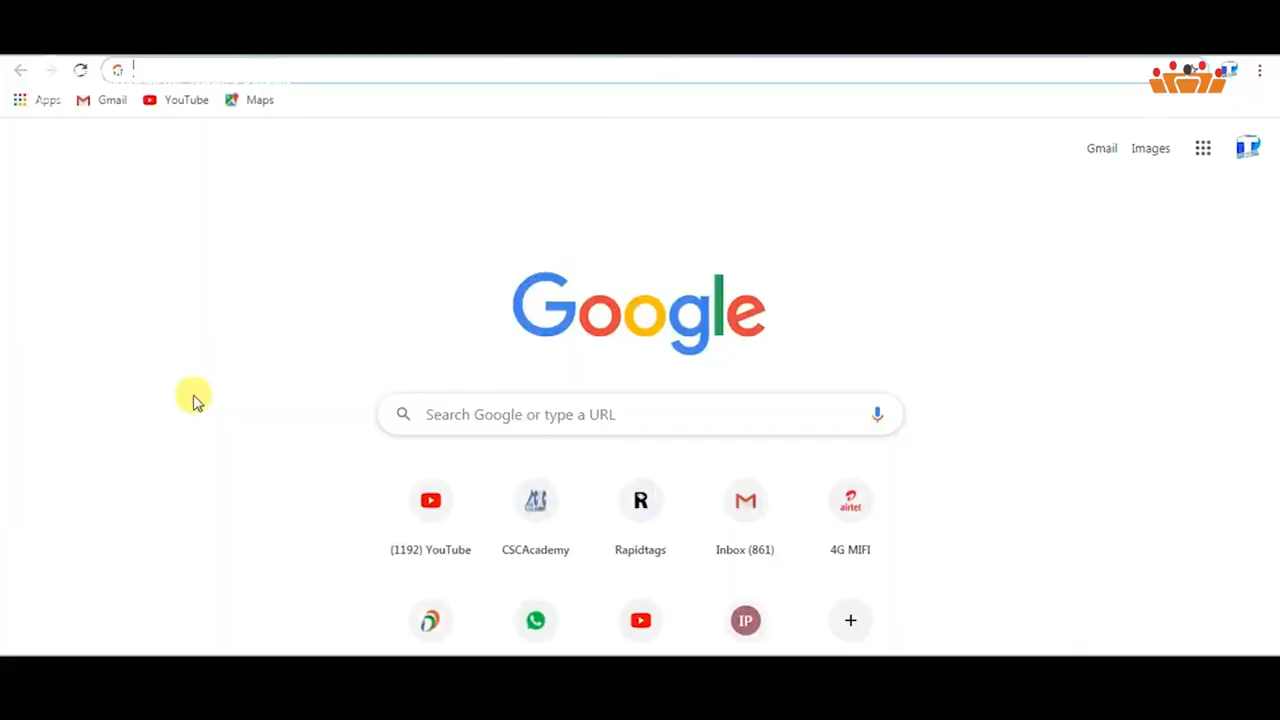 Apps Gmail YouTube Maps
Gmail Images
Google
Search Google or type a URL
R airtel
(1192) YouTube CSCAcademy Rapidtags Inbox (861) 4G MIFI
IP +